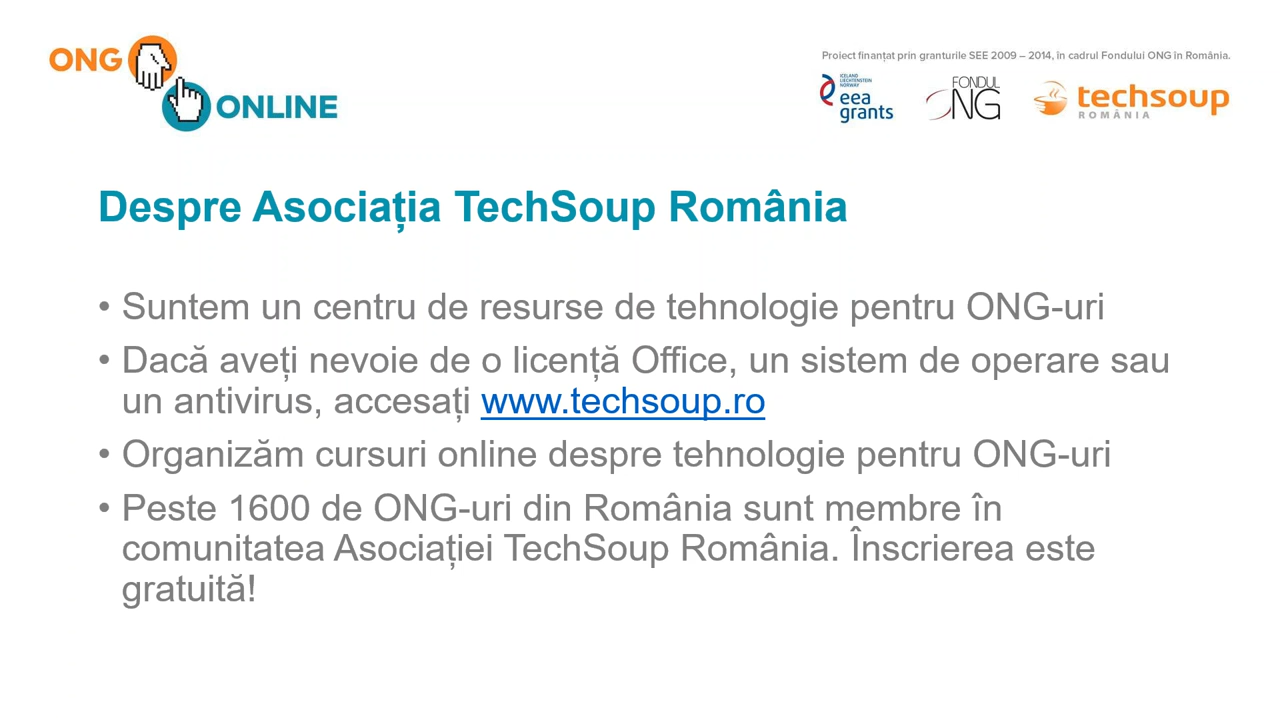 ONG
ONLINE
Proiect finanțat prin granturile SEE 2009 – 2014, în cadrul Fondului ONG în România.
ICELAND
LIECHTENSTEIN
NORWAY
eea
grants
FONDUL
ONG
techsoup
ROMÂNIA
Despre Asociația TechSoup România
• Suntem un centru de resurse de tehnologie pentru ONG-uri
• Dacă aveți nevoie de o licență Office, un sistem de operare sau
un antivirus, accesați www.techsoup.ro
• Organizăm cursuri online despre tehnologie pentru ONG-uri
• Peste 1600 de ONG-uri din România sunt membre în
comunitatea Asociației TechSoup România. Înscrierea este
gratuită!